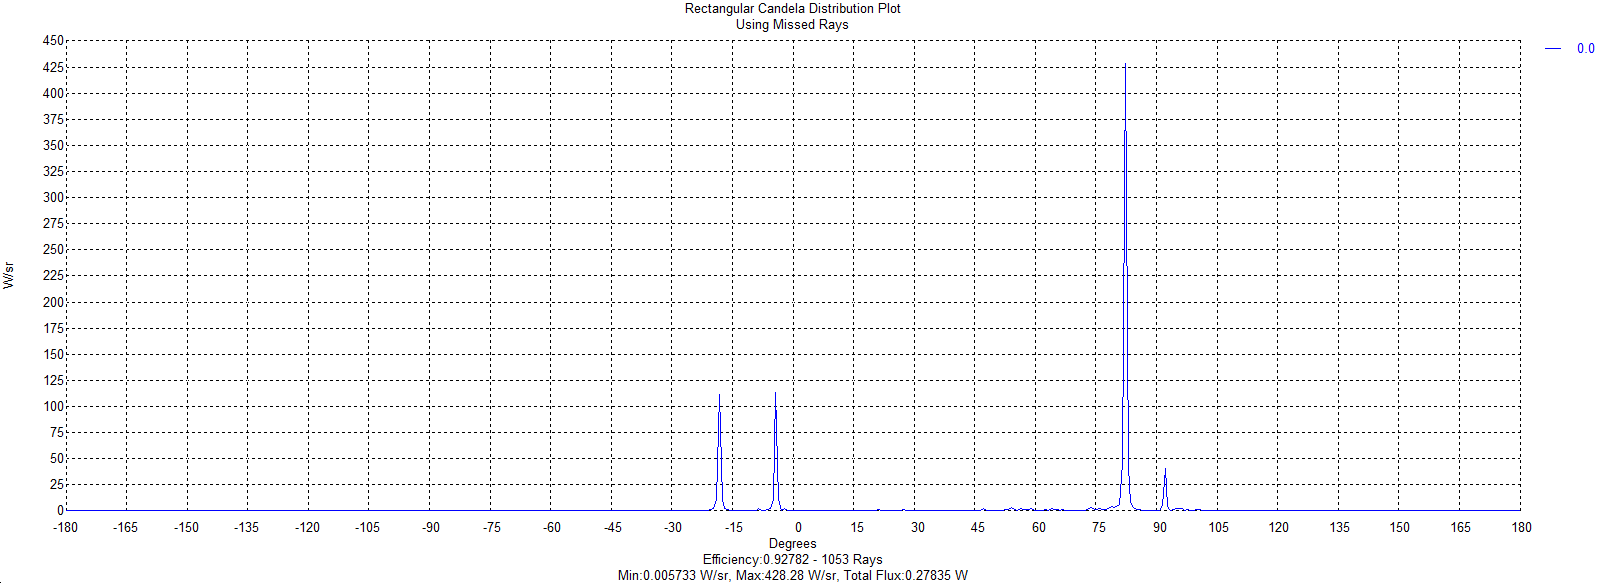 Rectangular Candela Distribution Plot
Using Missed Rays
0.0
450
425
400
375
350
325
300
275
250
225
200
175
150
125
100
75
50
25
0
W/sr
-180 -165 -150 -135 -120 -105 -90 -75 -60 -45 -30 -15 0 15 30 45 60 75 90 105 120 135 150 165 180
Degrees
Efficiency:0.92782 - 1053 Rays
Min:0.005733 W/sr, Max:428.28 W/sr, Total Flux:0.27835 W